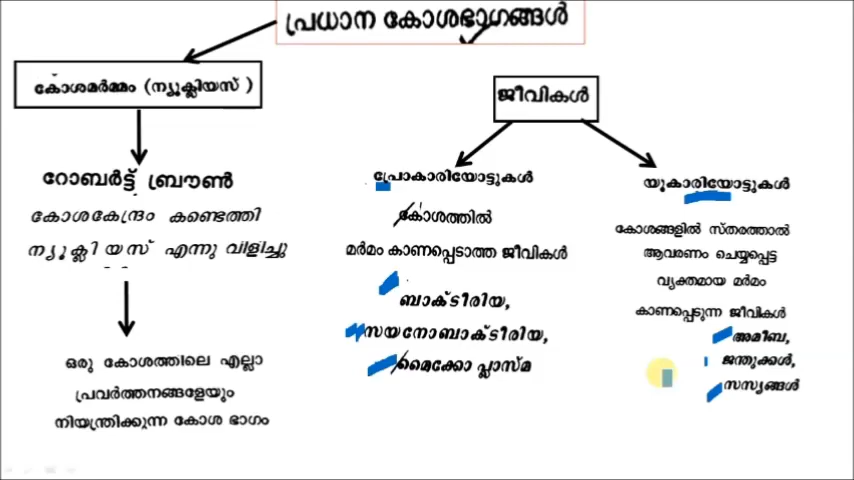 പ്രധാന കോശഭാഗങ്ങൾ
കോശമർമ്മം (ന്യൂക്ലിയസ് )
റോബർട്ട് ബ്രൗൺ
കോശകേന്ദ്രം കണ്ടെത്തി
ന്യൂക്ലിയസ് എന്നു വിളിച്ചു
ഒരു കോശത്തിലെ എല്ലാ
പ്രവർത്തനങ്ങളേയും
നിയന്ത്രിക്കുന്ന കോശ ഭാഗം
ജീവികൾ
പ്രോകാരിയോട്ടുകൾ
കോശത്തിൽ
മർമം കാണപ്പെടാത്ത ജീവികൾ
ബാക്ടീരിയ,
സയനോബാക്ടീരിയ,
മൈക്കോ പ്ലാസ്മ
യൂകാരിയോട്ടുകൾ
കോശങ്ങളിൽ സ്തരത്താൽ
ആവരണം ചെയ്യപ്പെട്ട
വ്യക്തമായ മർമം
കാണപ്പെടുന്ന ജീവികൾ
അമീബ,
ജന്തുക്കൾ,
സസ്യങ്ങൾ